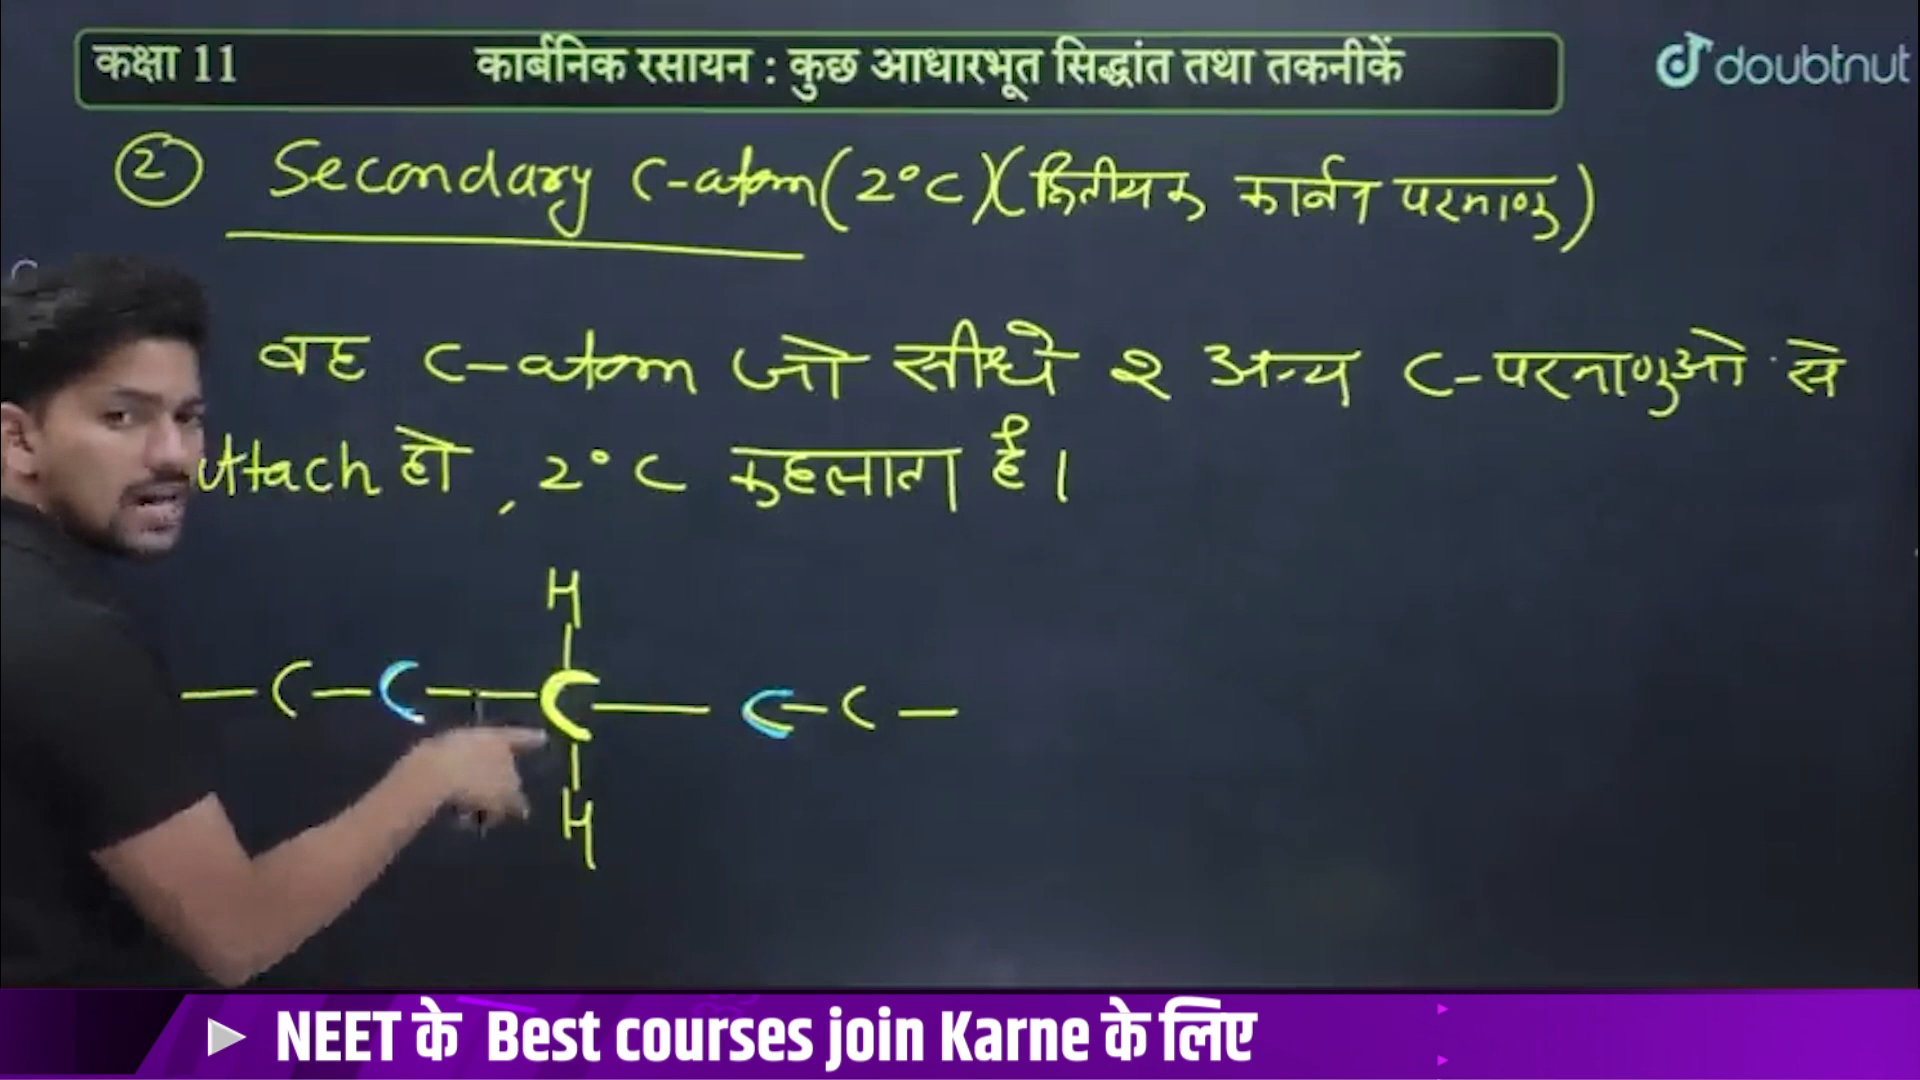 कक्षा 11 कार्बनिक रसायन : कुछ आधारभूत सिद्धांत तथा तकनीकें doubtnut
② Secondary C-atom (2°C) (द्वितीयक कार्बन परमाणु)
वह C-atom जो सीधे २ अन्य C-परमाणुओ से
Attach हो, 2°C कहलाता है।
H
— C — C — C — C — C —
H
NEET के Best courses join Karne के लिए